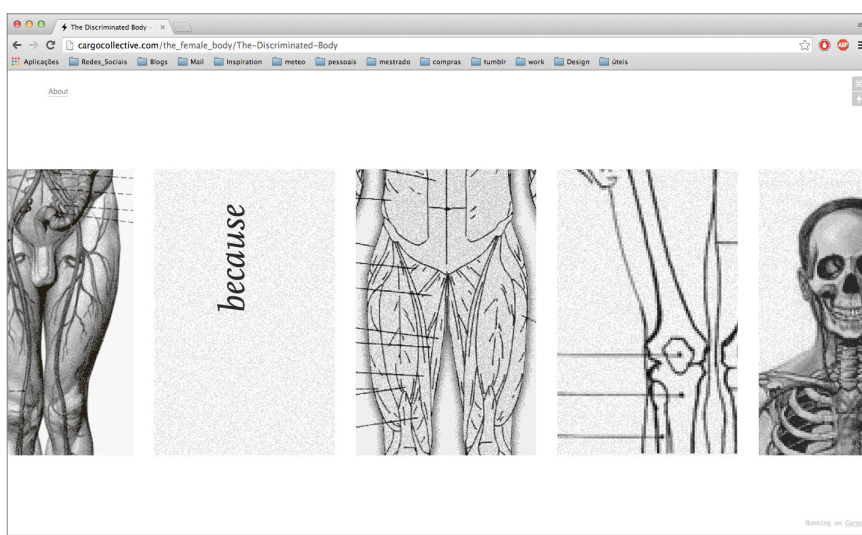 The Discriminated Body -
cargocollective.com/the_female_body/The-Discriminated-Body
ABP
Aplicações Redes_Sociais Blogs Mail Inspiration meteo pessoais mestrado compras tumblr work Design úteis
About
because
Running on Cargo